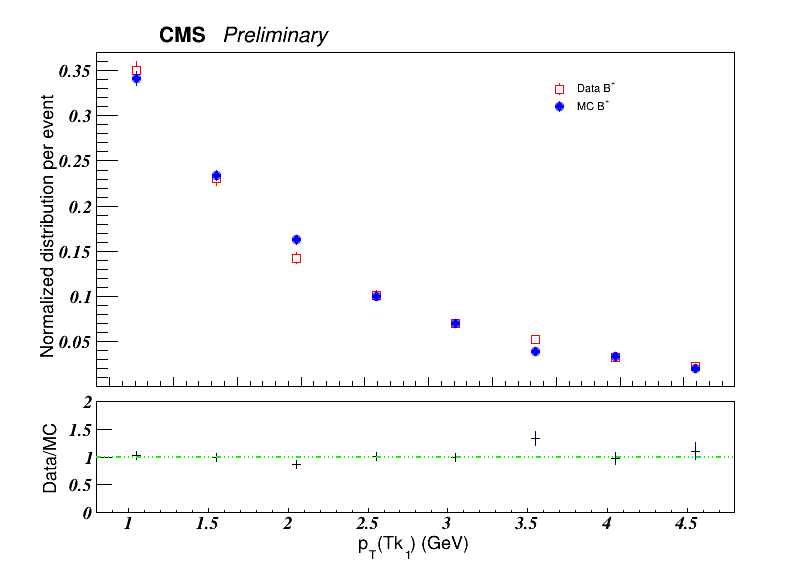 CMS Preliminary
Normalized distribution per event
0.35
0.3
0.25
0.2
0.15
0.1
0.05
Data B⁺
MC B⁺
Data/MC
2
1.5
1
0.5
0
1 1.5 2 2.5 3 3.5 4 4.5
p_T(Tk_1) (GeV)